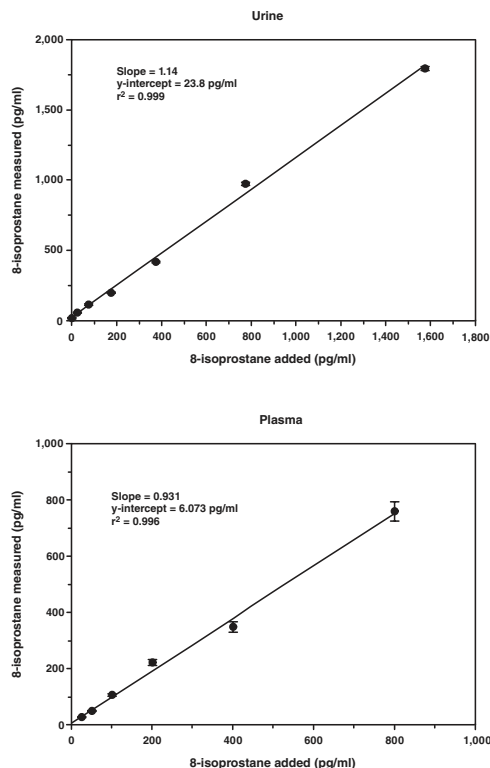 Urine
2,000
Slope = 1.14
y-intercept = 23.8 pg/ml
r² = 0.999
1,500
1,000
500
0
8-isoprostane measured (pg/ml)
0 200 400 600 800 1,000 1,200 1,400 1,600 1,800
8-isoprostane added (pg/ml)
Plasma
1,000
Slope = 0.931
y-intercept = 6.073 pg/ml
r² = 0.996
800
600
400
200
0
8-isoprostane measured (pg/ml)
0 200 400 600 800 1,000
8-isoprostane added (pg/ml)